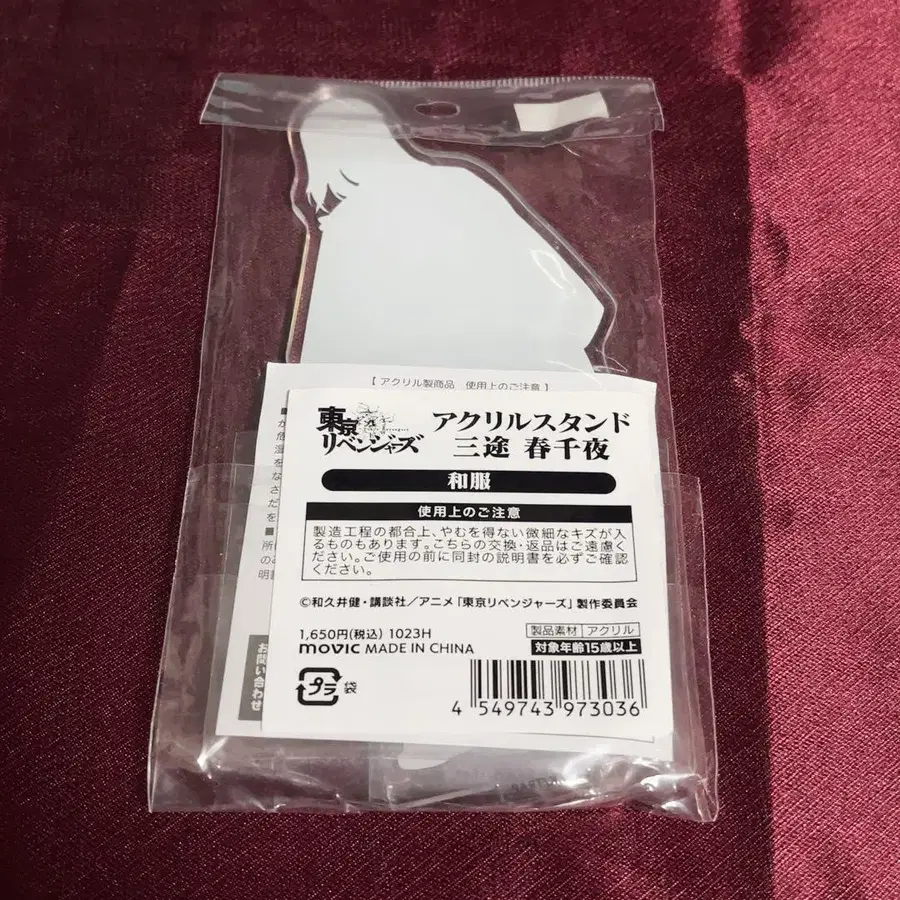 【 アクリル製商品 使用上のご注意 】
東京
リベンジャーズ
アクリルスタンド
三途 春千夜
和服
使用上のご注意
製造工程の都合上、やむを得ない微細なキズが入
るものもあります。こちらの交換・返品はご遠慮く
ださい。ご使用の前に同封の説明書を必ずご確認
ください。
©和久井健・講談社／アニメ「東京リベンジャーズ」製作委員会
1,650円(税込) 1023H
movic MADE IN CHINA
製品素材 アクリル
対象年齢15歳以上
プラ 袋
4 549743 973036
お問い合わせ